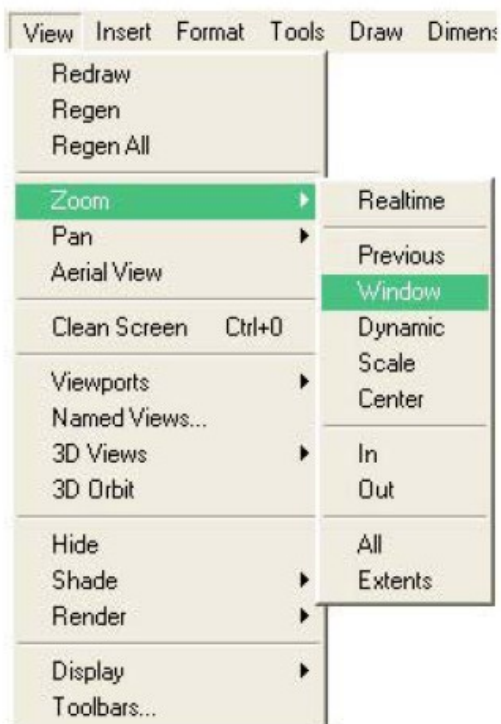 View Insert Format Tools Draw Dimens
Redraw
Regen
Regen All
Zoom
Pan
Aerial View
Clean Screen Ctrl+0
Viewports
Named Views...
3D Views
3D Orbit
Hide
Shade
Render
Display
Toolbars...
Realtime
Previous
Window
Dynamic
Scale
Center
In
Out
All
Extents